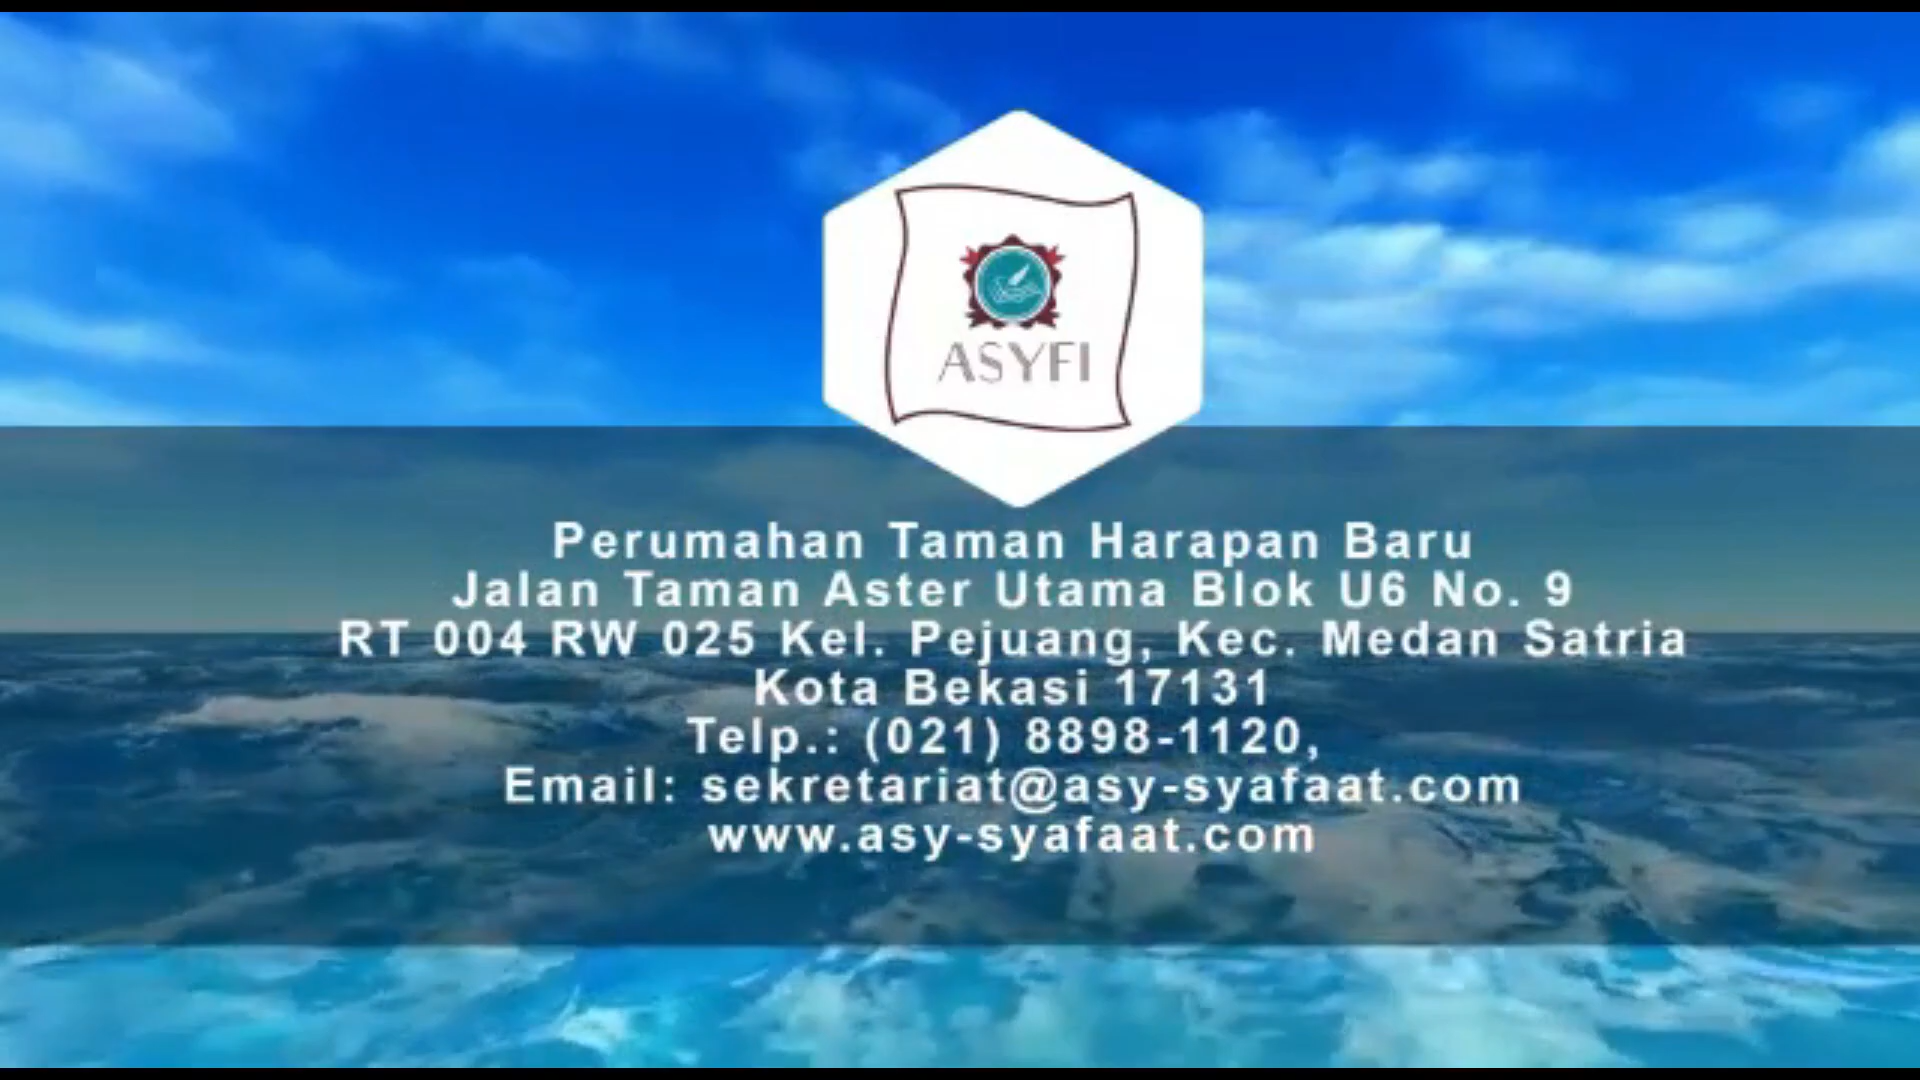 ASYFI
Perumahan Taman Harapan Baru
Jalan Taman Aster Utama Blok U6 No. 9
RT 004 RW 025 Kel. Pejuang, Kec. Medan Satria
Kota Bekasi 17131
Telp.: (021) 8898-1120,
Email: sekretariat@asy-syafaat.com
www.asy-syafaat.com